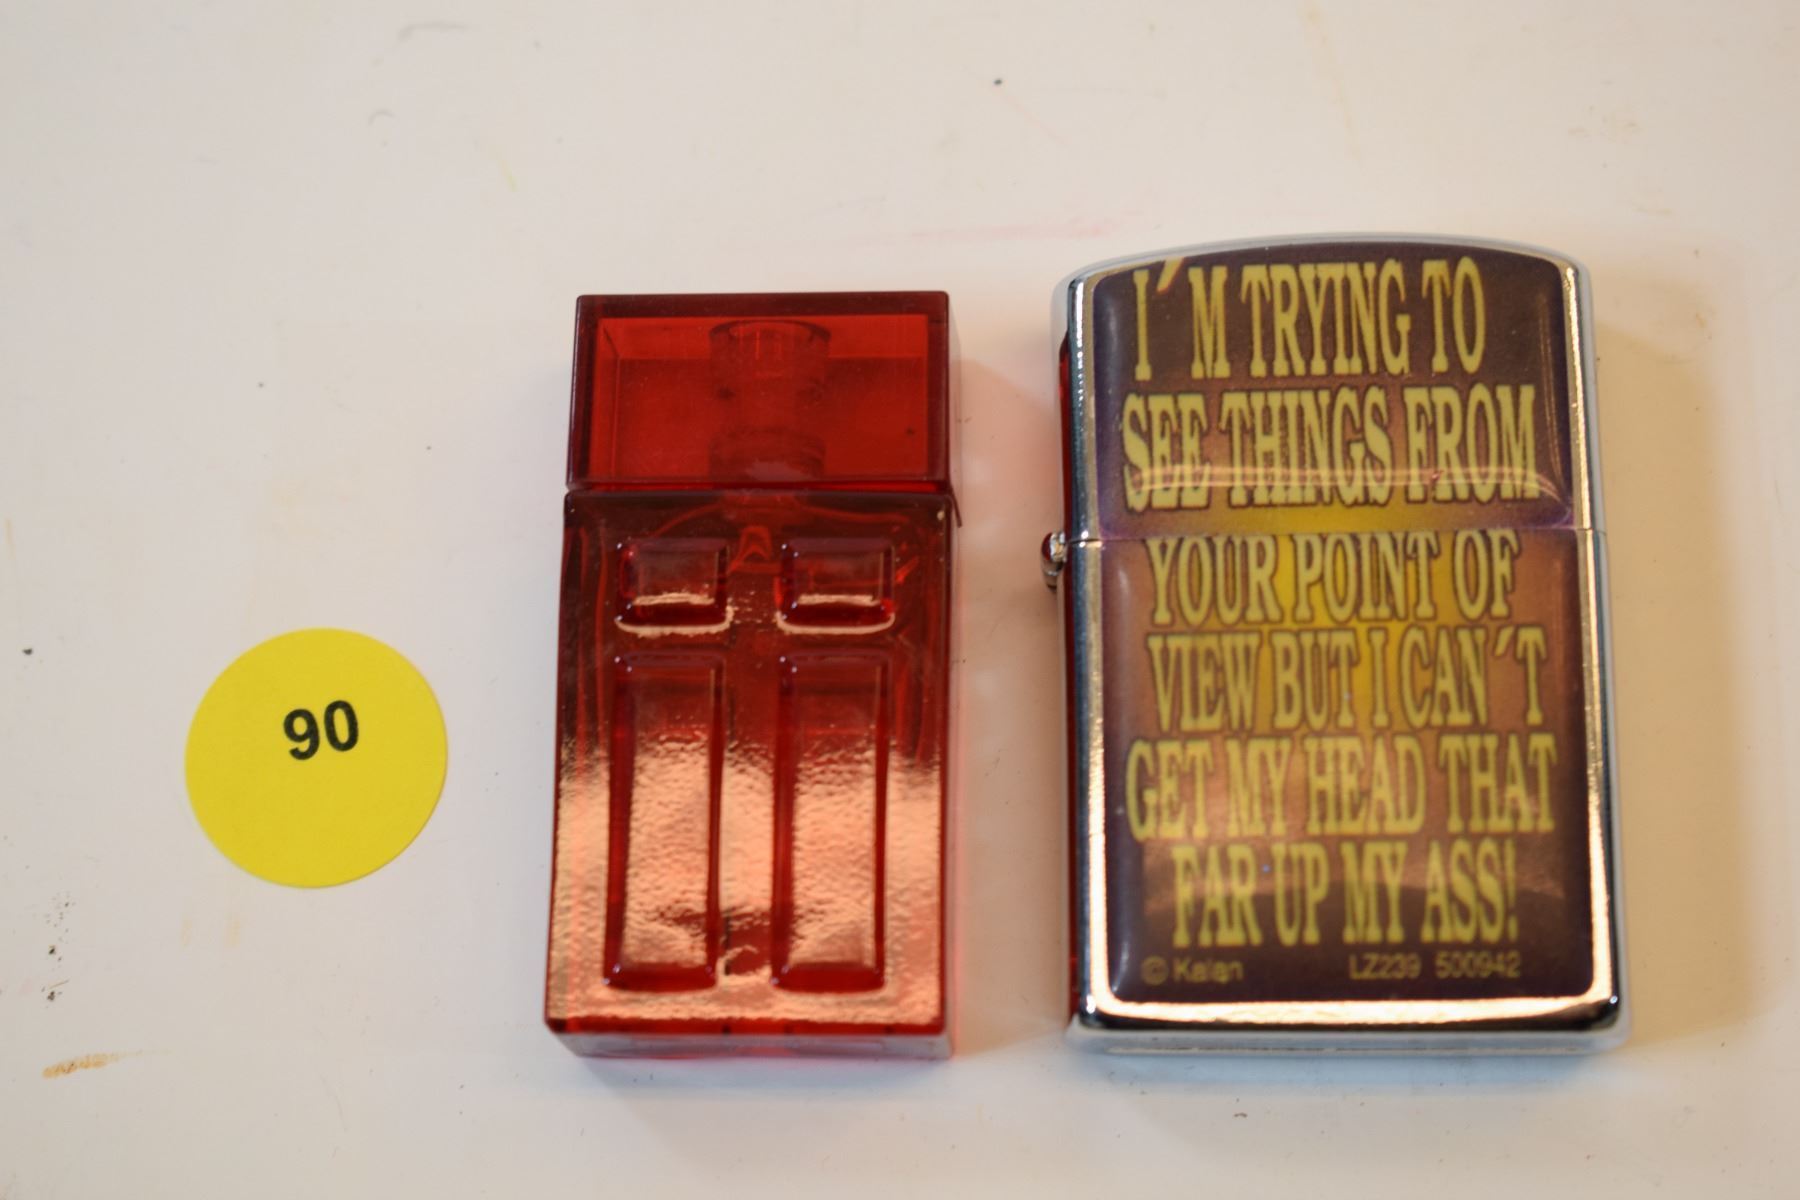 90
I´M TRYING TO
SEE THINGS FROM
YOUR POINT OF
VIEW BUT I CAN´T
GET MY HEAD THAT
FAR UP MY ASS!
© Kalan LZ239 500942